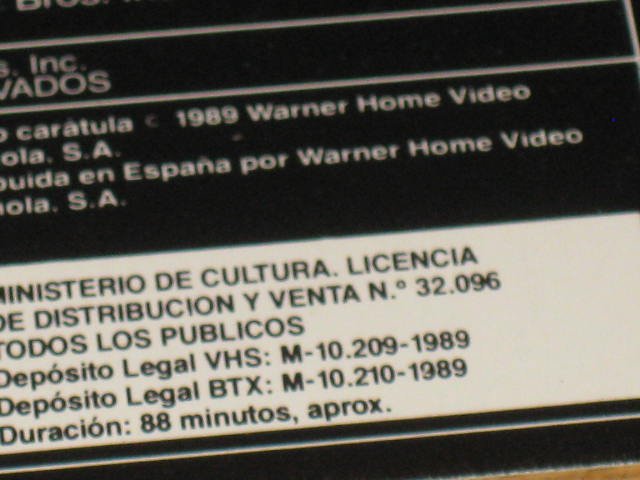 Bros. Inc.
s. Inc.
VADOS
o carátula c 1989 Warner Home Video
ola, S.A.
buida en España por Warner Home Video
ola, S.A.
MINISTERIO DE CULTURA. LICENCIA
DE DISTRIBUCION Y VENTA N.º 32.096
TODOS LOS PUBLICOS
Depósito Legal VHS: M-10.209-1989
Depósito Legal BTX: M-10.210-1989
Duración: 88 minutos, aprox.